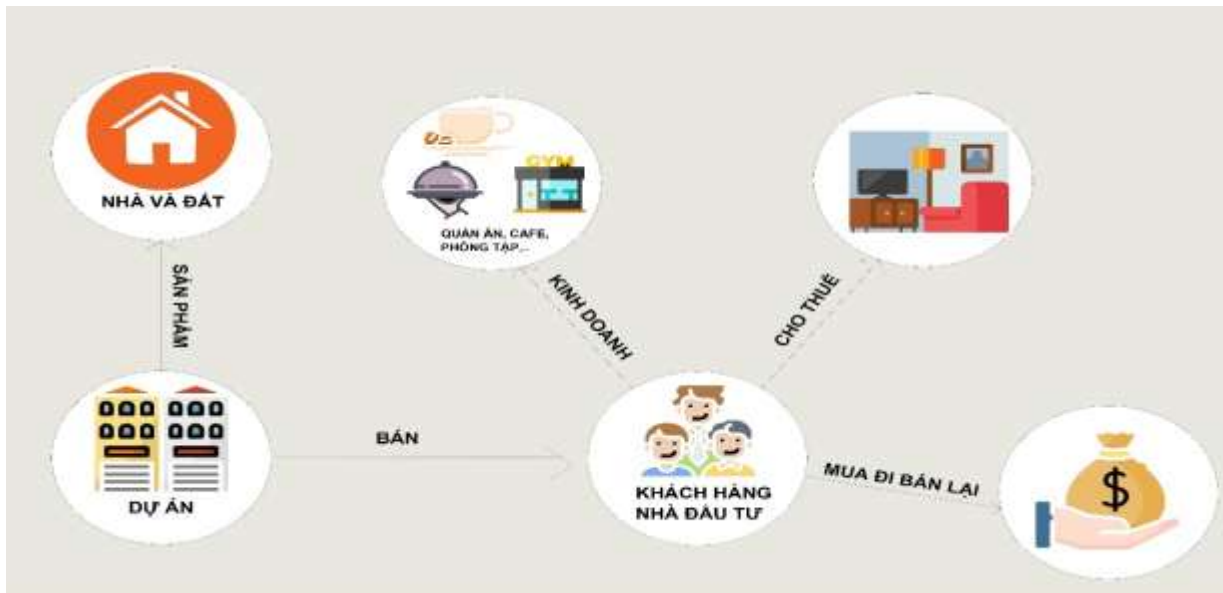 NHÀ VÀ ĐẤT
GYM
QUÁN ĂN, CAFE,
PHÒNG TẬP,..
SẢN PHẨM
KINH DOANH
CHO THUÊ
DỰ ÁN
BÁN
KHÁCH HÀNG
NHÀ ĐẦU TƯ
MUA ĐI BÁN LẠI
$